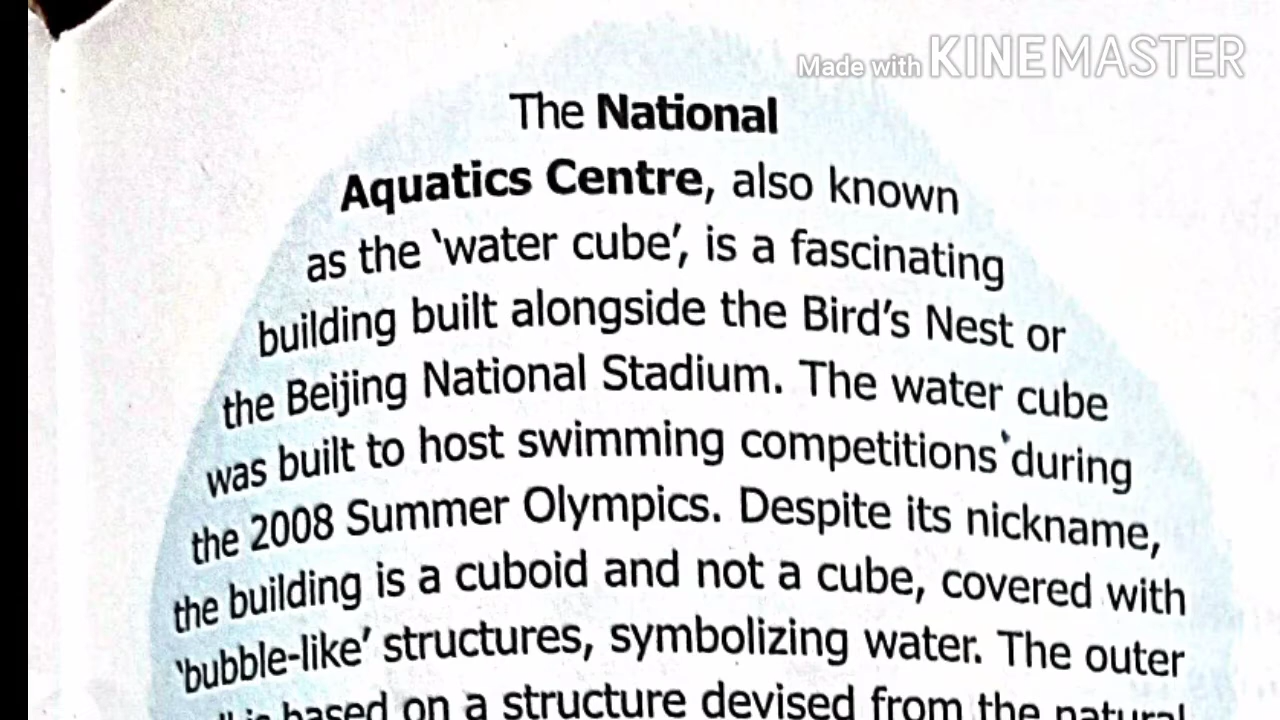 Made with KINEMASTER
The National
Aquatics Centre, also known
as the ‘water cube’, is a fascinating
building built alongside the Bird’s Nest or
the Beijing National Stadium. The water cube
was built to host swimming competitions during
the 2008 Summer Olympics. Despite its nickname,
the building is a cuboid and not a cube, covered with
‘bubble-like’ structures, symbolizing water. The outer
is based on a structure devised from the natural